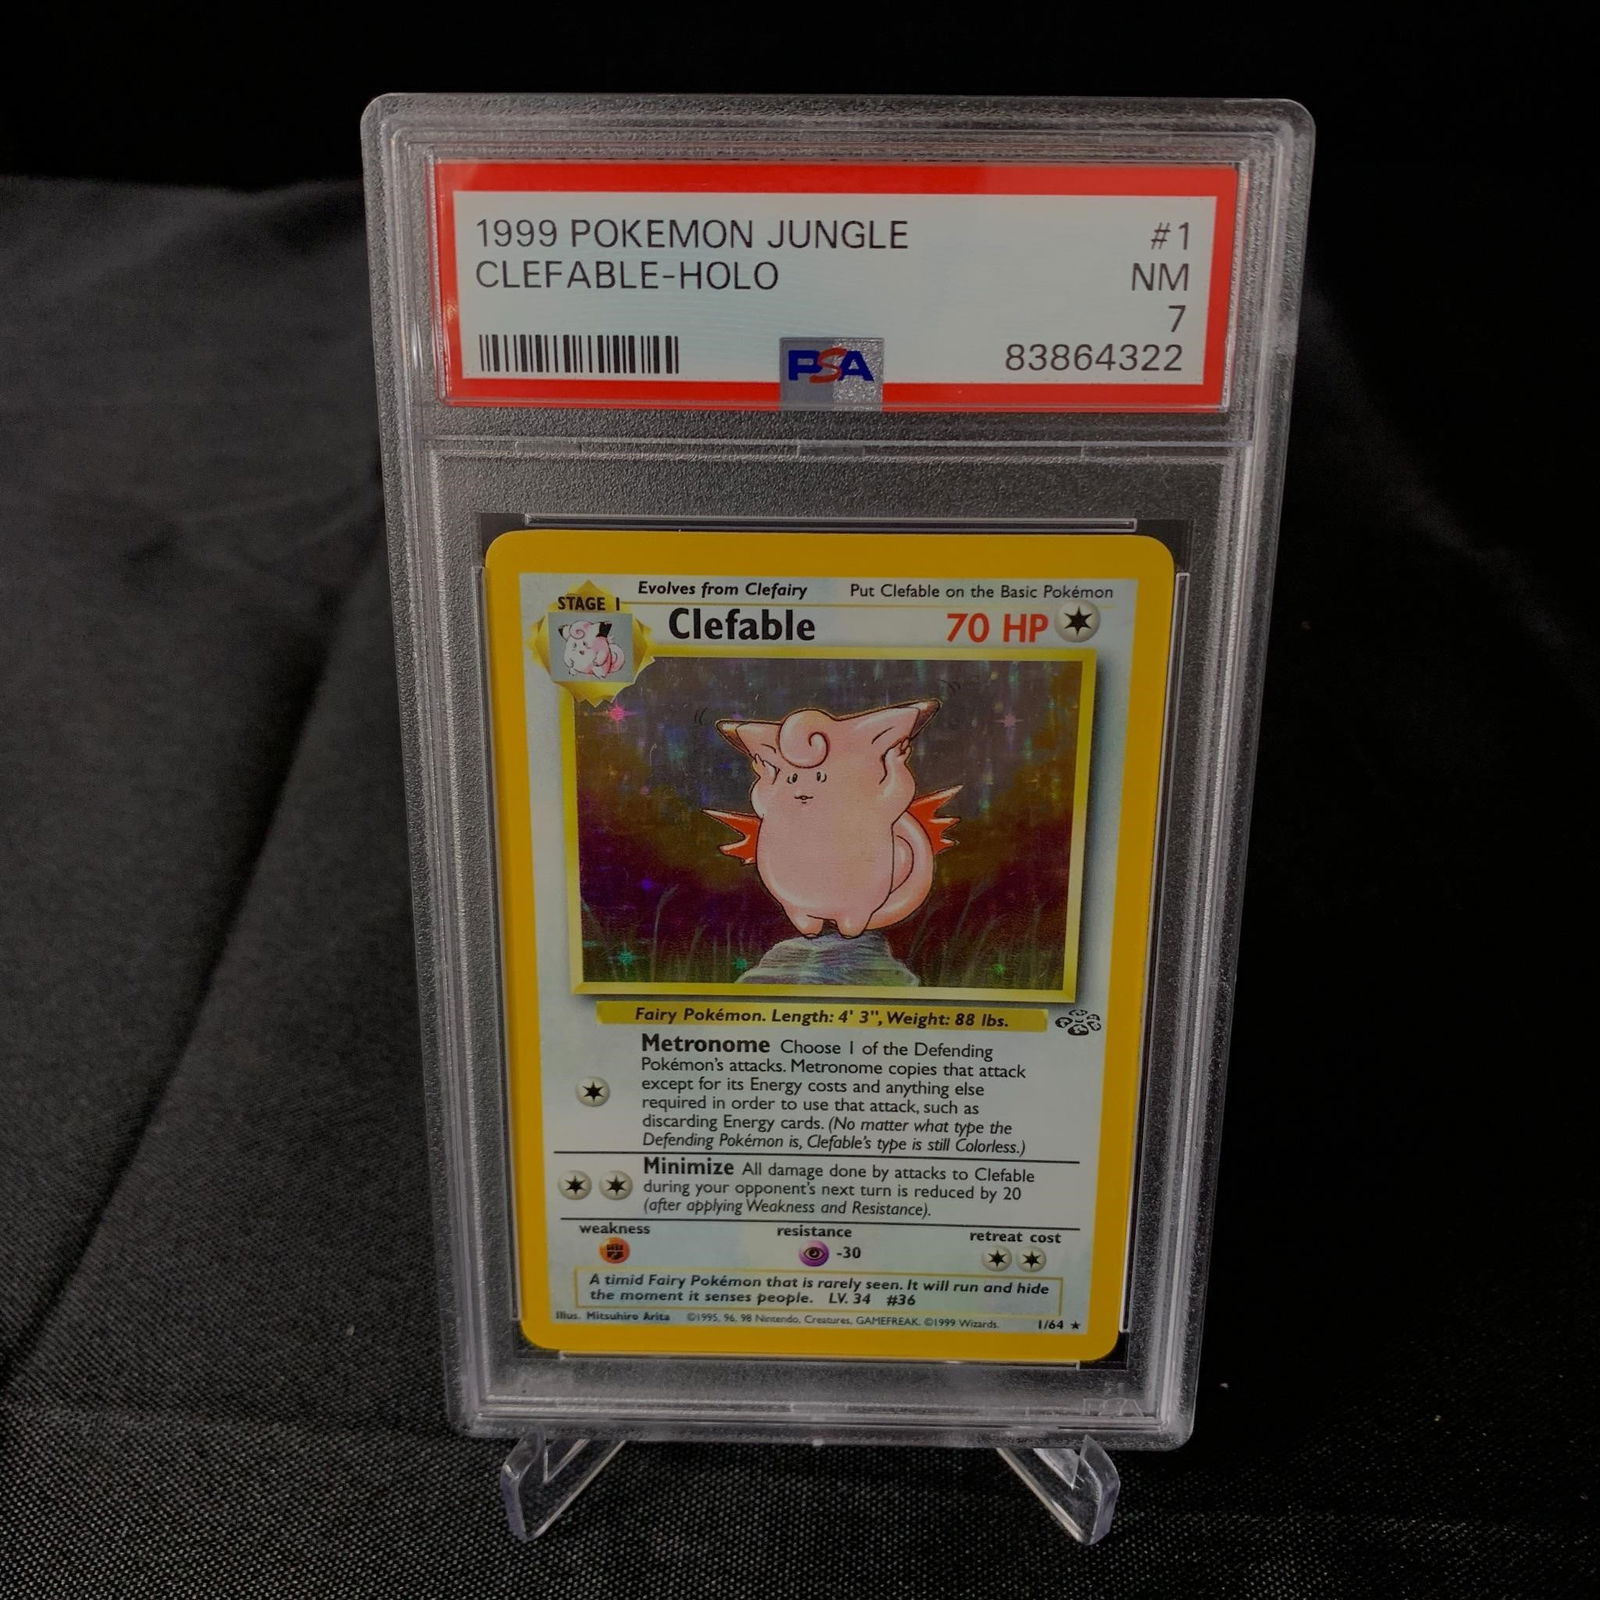 1999 POKEMON JUNGLE #1
CLEFABLE-HOLO NM
7
PSA 83864322
Evolves from Clefairy Put Clefable on the Basic Pokémon
STAGE 1
Clefable 70 HP
Fairy Pokémon. Length: 4' 3", Weight: 88 lbs.
Metronome Choose 1 of the Defending
Pokémon's attacks. Metronome copies that attack
except for its Energy costs and anything else
required in order to use that attack, such as
discarding Energy cards. (No matter what type the
Defending Pokémon is, Clefable's type is still Colorless.)
Minimize All damage done by attacks to Clefable
during your opponent's next turn is reduced by 20
(after applying Weakness and Resistance).
weakness resistance retreat cost
-30
A timid Fairy Pokémon that is rarely seen. It will run and hide
the moment it senses people. LV. 34 #36
Illus. Mitsuhiro Arita ©1995, 96, 98 Nintendo, Creatures, GAMEFREAK. ©1999 Wizards. 1/64 ★
PSA